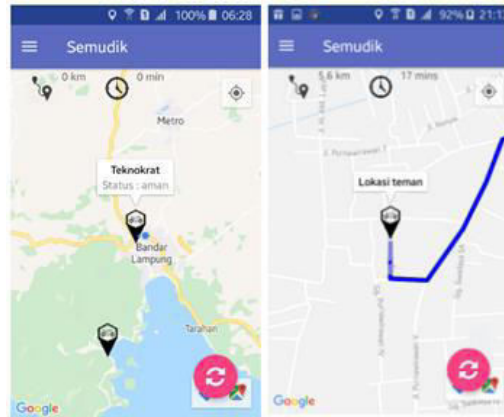 100% 06:28
Semudik
0 km
0 min
Metro
Teknokrat
Status : aman
Bandar
Lampung
Tarahan
Google
92% 21:1
Semudik
5,6 km
17 mins
Lokasi teman
Google